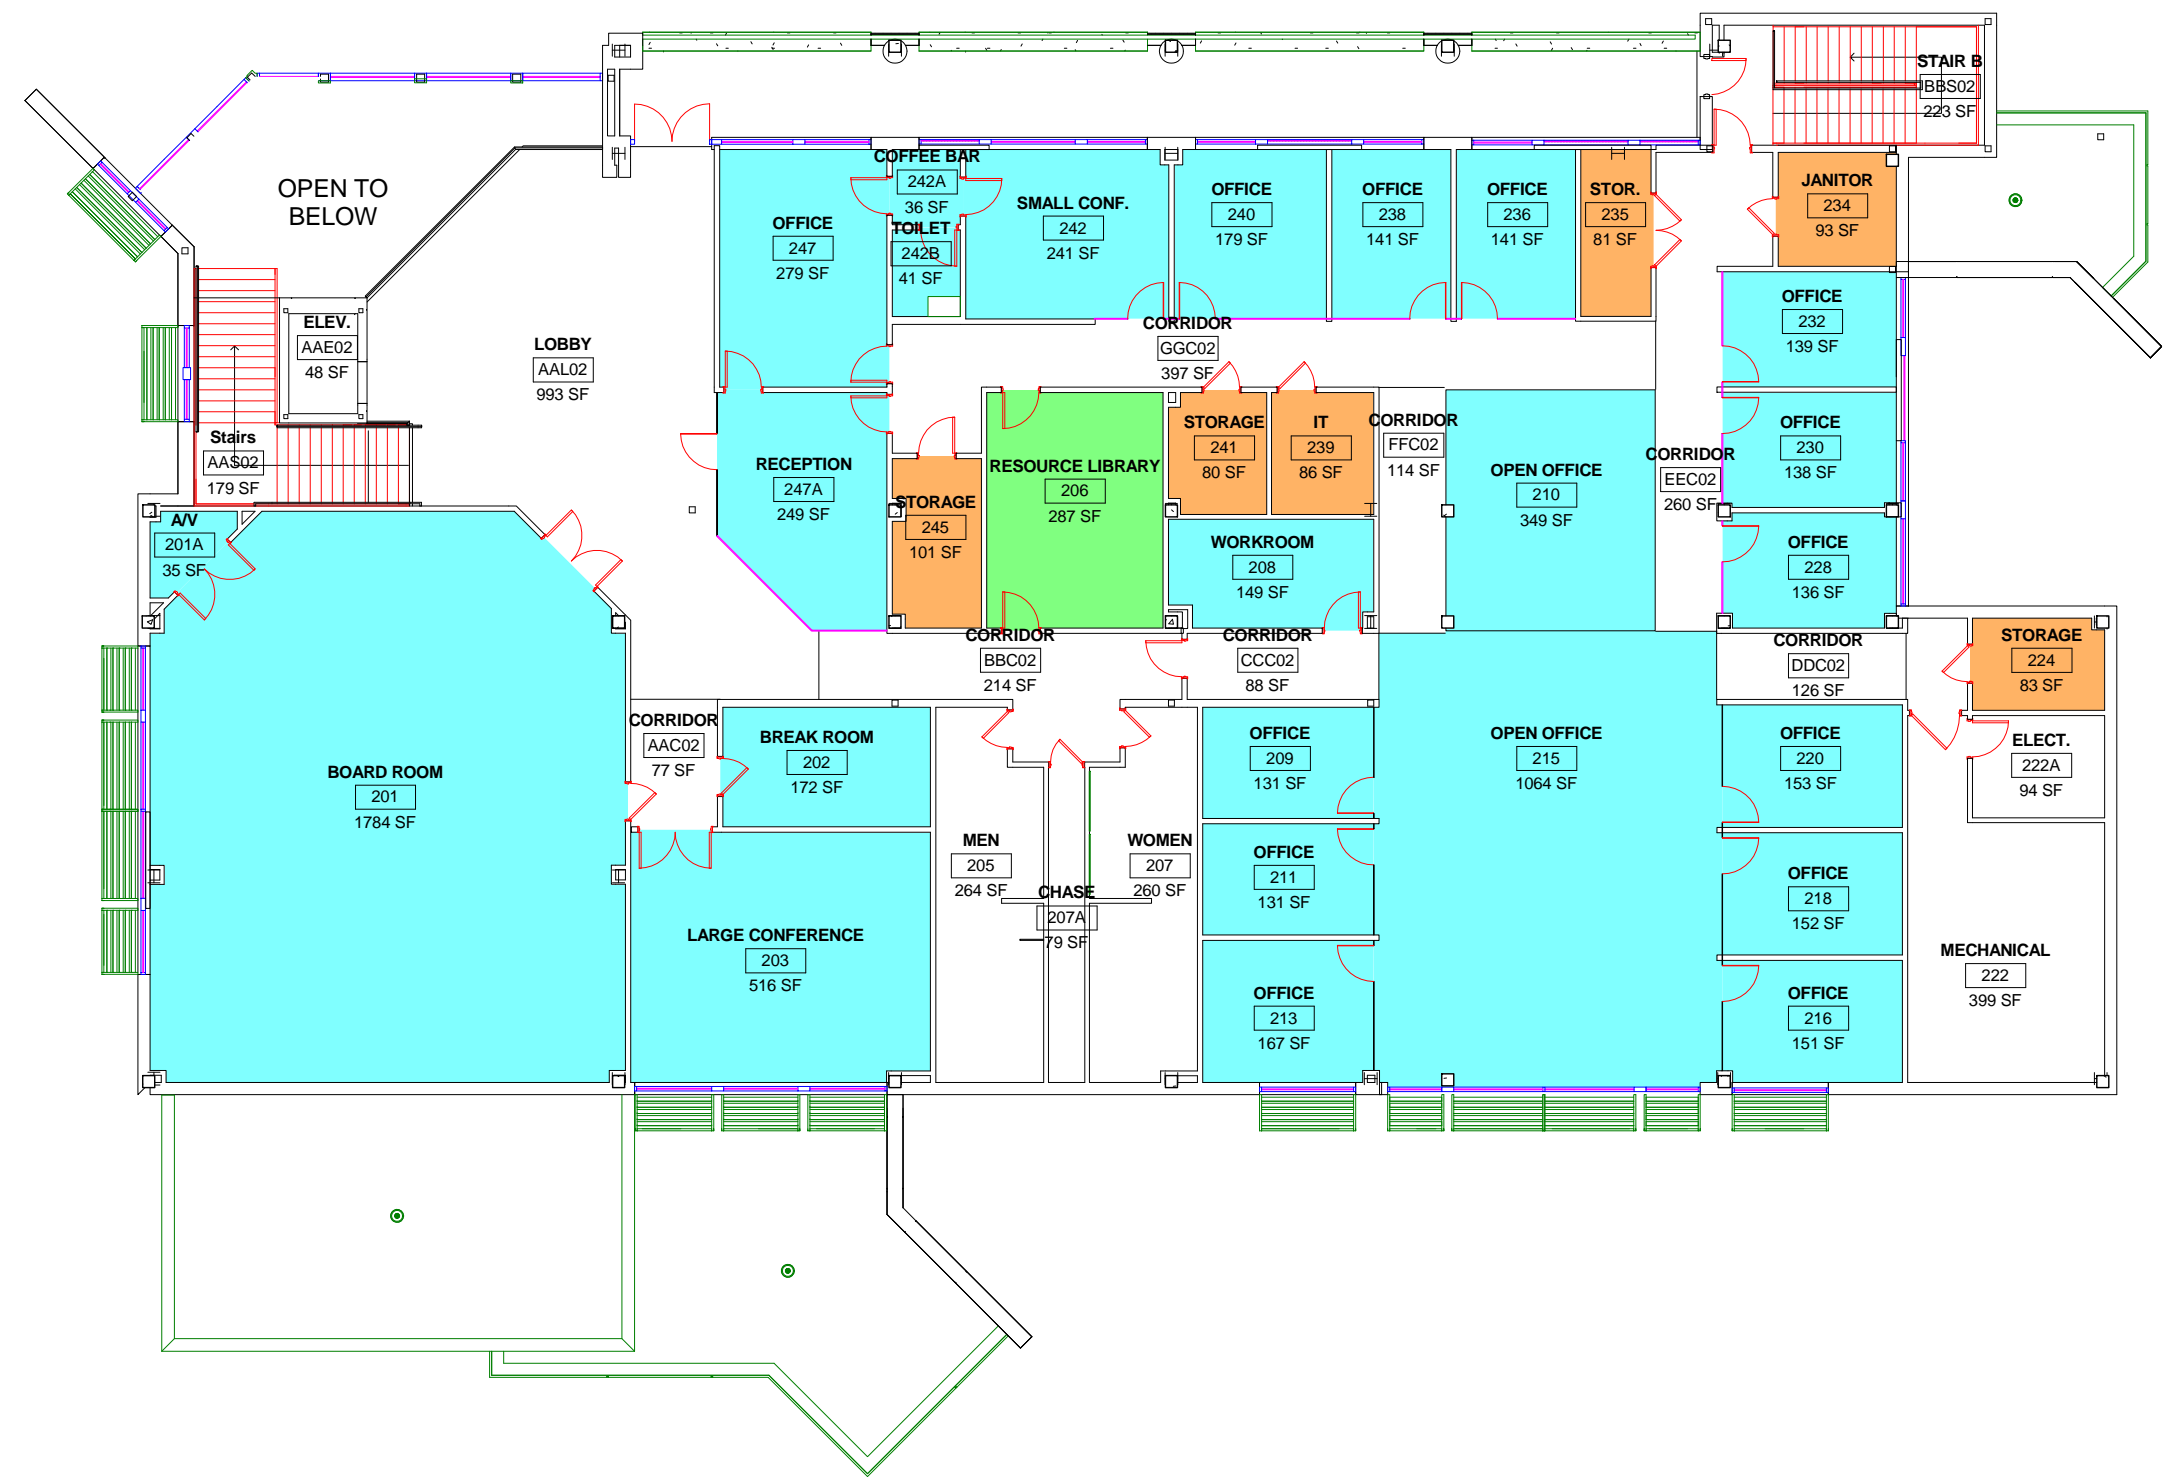 STAIR B
BBS02
223 SF
OPEN TO
BELOW
COFFEE BAR
242A
36 SF
TOILET
242B
41 SF
OFFICE
247
279 SF
SMALL CONF.
242
241 SF
OFFICE
240
179 SF
OFFICE
238
141 SF
OFFICE
236
141 SF
STOR.
235
81 SF
JANITOR
234
93 SF
ELEV.
AAE02
48 SF
LOBBY
AAL02
993 SF
CORRIDOR
GGC02
397 SF
OFFICE
232
139 SF
Stairs
AAS02
179 SF
RECEPTION
247A
249 SF
STORAGE
245
101 SF
RESOURCE LIBRARY
206
287 SF
STORAGE
241
80 SF
IT
239
86 SF
CORRIDOR
FFC02
114 SF
OPEN OFFICE
210
349 SF
CORRIDOR
EEC02
260 SF
OFFICE
230
138 SF
A/V
201A
35 SF
WORKROOM
208
149 SF
OFFICE
228
136 SF
CORRIDOR
BBC02
214 SF
CORRIDOR
CCC02
88 SF
CORRIDOR
DDC02
126 SF
STORAGE
224
83 SF
CORRIDOR
AAC02
77 SF
BREAK ROOM
202
172 SF
OFFICE
209
131 SF
OPEN OFFICE
215
1064 SF
OFFICE
220
153 SF
ELECT.
222A
94 SF
BOARD ROOM
201
1784 SF
MEN
205
264 SF
WOMEN
207
260 SF
CHASE
207A
79 SF
OFFICE
211
131 SF
OFFICE
218
152 SF
LARGE CONFERENCE
203
516 SF
OFFICE
213
167 SF
OFFICE
216
151 SF
MECHANICAL
222
399 SF